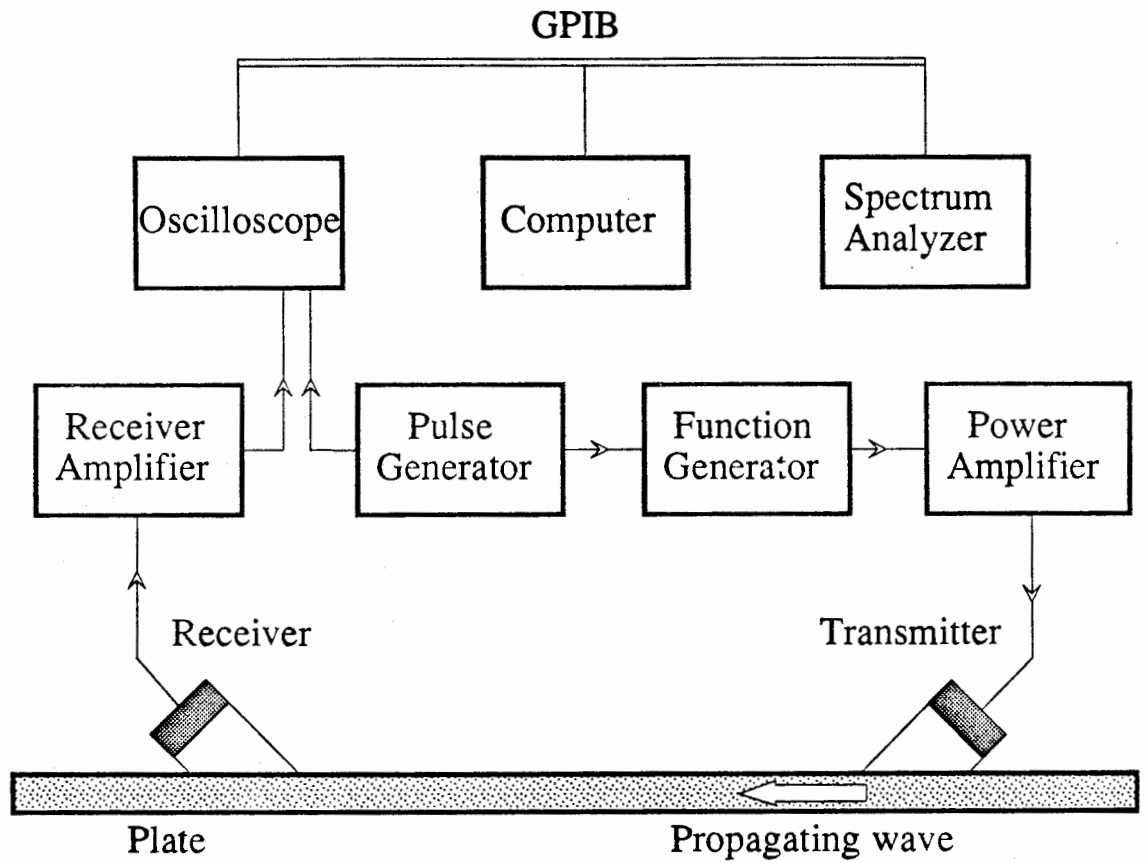 GPIB
Oscilloscope
Computer
Spectrum
Analyzer
Receiver
Amplifier
Pulse
Generator
Function
Generator
Power
Amplifier
Receiver
Transmitter
Plate
Propagating wave